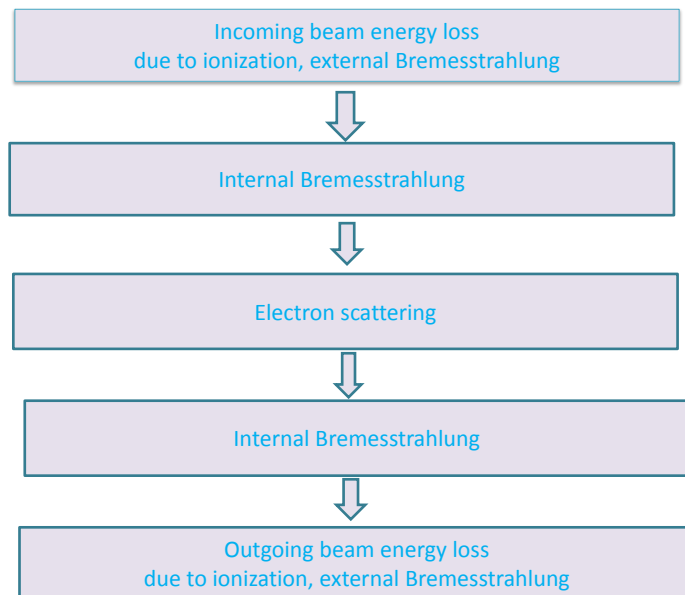 Incoming beam energy loss
due to ionization, external Bremesstrahlung
Internal Bremesstrahlung
Electron scattering
Internal Bremesstrahlung
Outgoing beam energy loss
due to ionization, external Bremesstrahlung